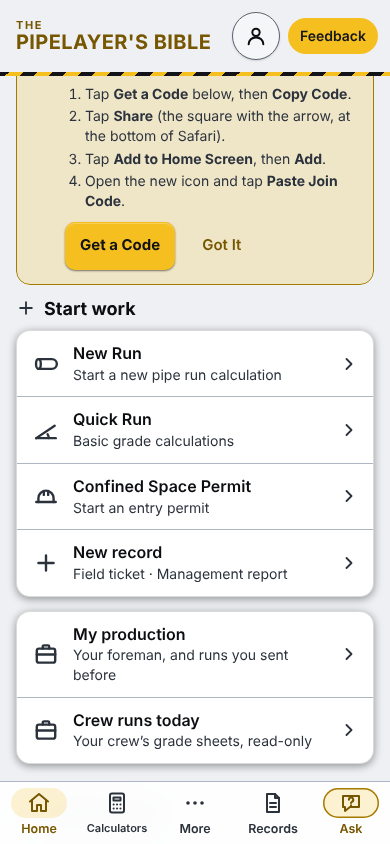 THE
PIPELAYER'S BIBLE
Feedback
1. Tap Get a Code below, then Copy Code.
2. Tap Share (the square with the arrow, at
the bottom of Safari).
3. Tap Add to Home Screen, then Add.
4. Open the new icon and tap Paste Join
Code.
Get a Code
Got It
Start work
New Run
Start a new pipe run calculation
Quick Run
Basic grade calculations
Confined Space Permit
Start an entry permit
New record
Field ticket · Management report
My production
Your foreman, and runs you sent
before
Crew runs today
Your crew’s grade sheets, read-only
Home
Calculators
More
Records
Ask